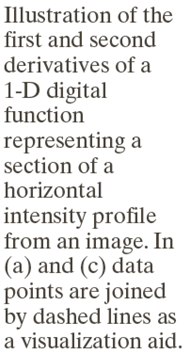 Illustration of the
first and second
derivatives of a
1-D digital
function
representing a
section of a
horizontal
intensity profile
from an image. In
(a) and (c) data
points are joined
by dashed lines as
a visualization aid.